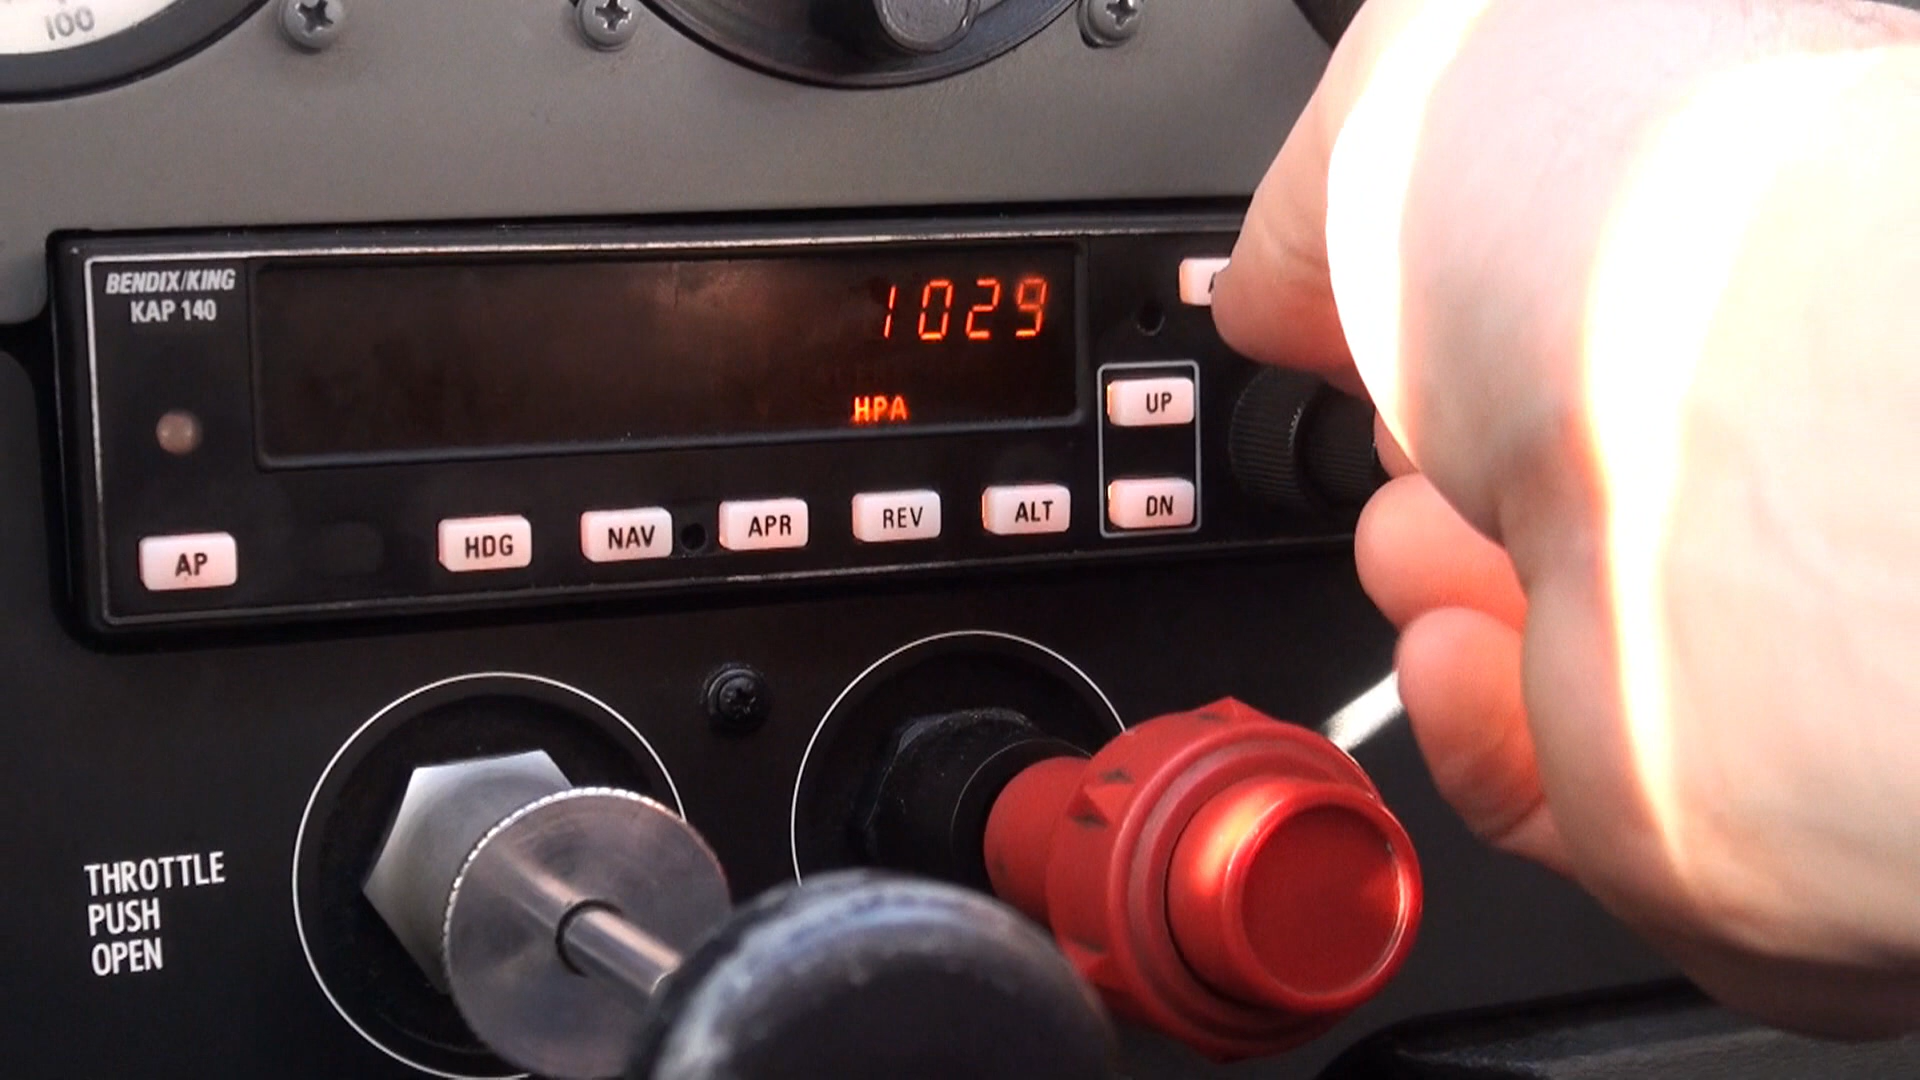 100
BENDIX/KING
KAP 140
1029
HPA
UP
DN
AP
HDG
NAV
APR
REV
ALT
THROTTLE
PUSH
OPEN